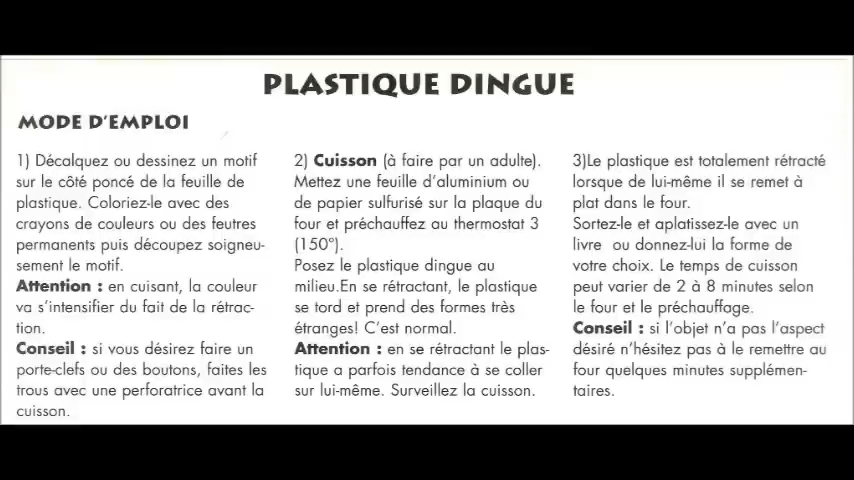 PLASTIQUE DINGUE
MODE D'EMPLOI
1) Décalquez ou dessinez un motif
sur le côté poncé de la feuille de
plastique. Coloriez-le avec des
crayons de couleurs ou des feutres
permanents puis découpez soigneu-
sement le motif.
Attention : en cuisant, la couleur
va s'intensifier du fait de la rétrac-
tion.
Conseil : si vous désirez faire un
porte-clefs ou des boutons, faites les
trous avec une perforatrice avant la
cuisson.
2) Cuisson (à faire par un adulte).
Mettez une feuille d'aluminium ou
de papier sulfurisé sur la plaque du
four et préchauffez au thermostat 3
(150°).
Posez le plastique dingue au
milieu.En se rétractant, le plastique
se tord et prend des formes très
étranges! C'est normal.
Attention : en se rétractant le plas-
tique a parfois tendance à se coller
sur lui-même. Surveillez la cuisson.
3)Le plastique est totalement rétracté
lorsque de lui-même il se remet à
plat dans le four.
Sortez-le et aplatissez-le avec un
livre ou donnez-lui la forme de
votre choix. Le temps de cuisson
peut varier de 2 à 8 minutes selon
le four et le préchauffage.
Conseil : si l'objet n'a pas l'aspect
désiré n'hésitez pas à le remettre au
four quelques minutes supplémen-
taires.